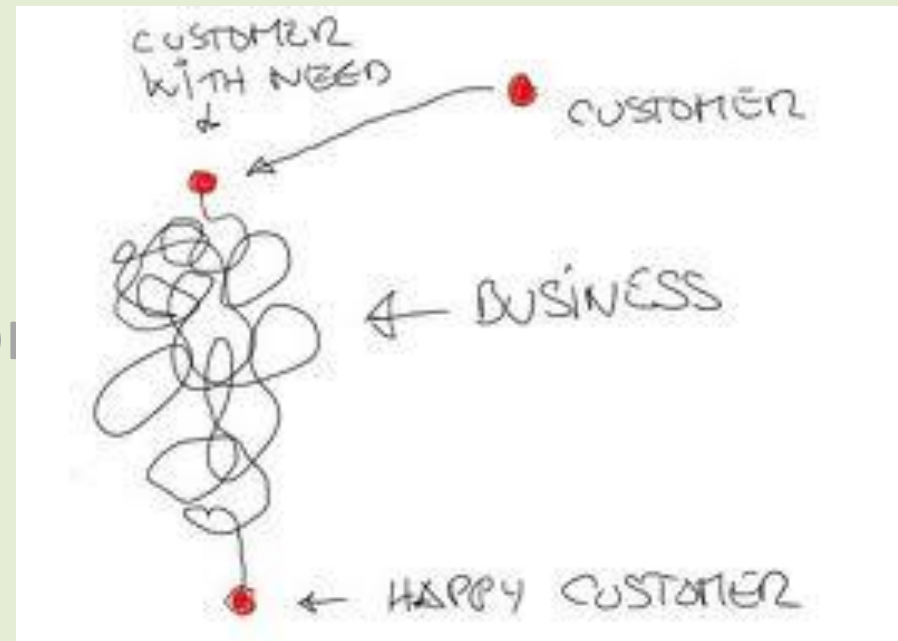 CUSTOMER
WITH NEED
CUSTOMER
BUSINESS
HAPPY CUSTOMER